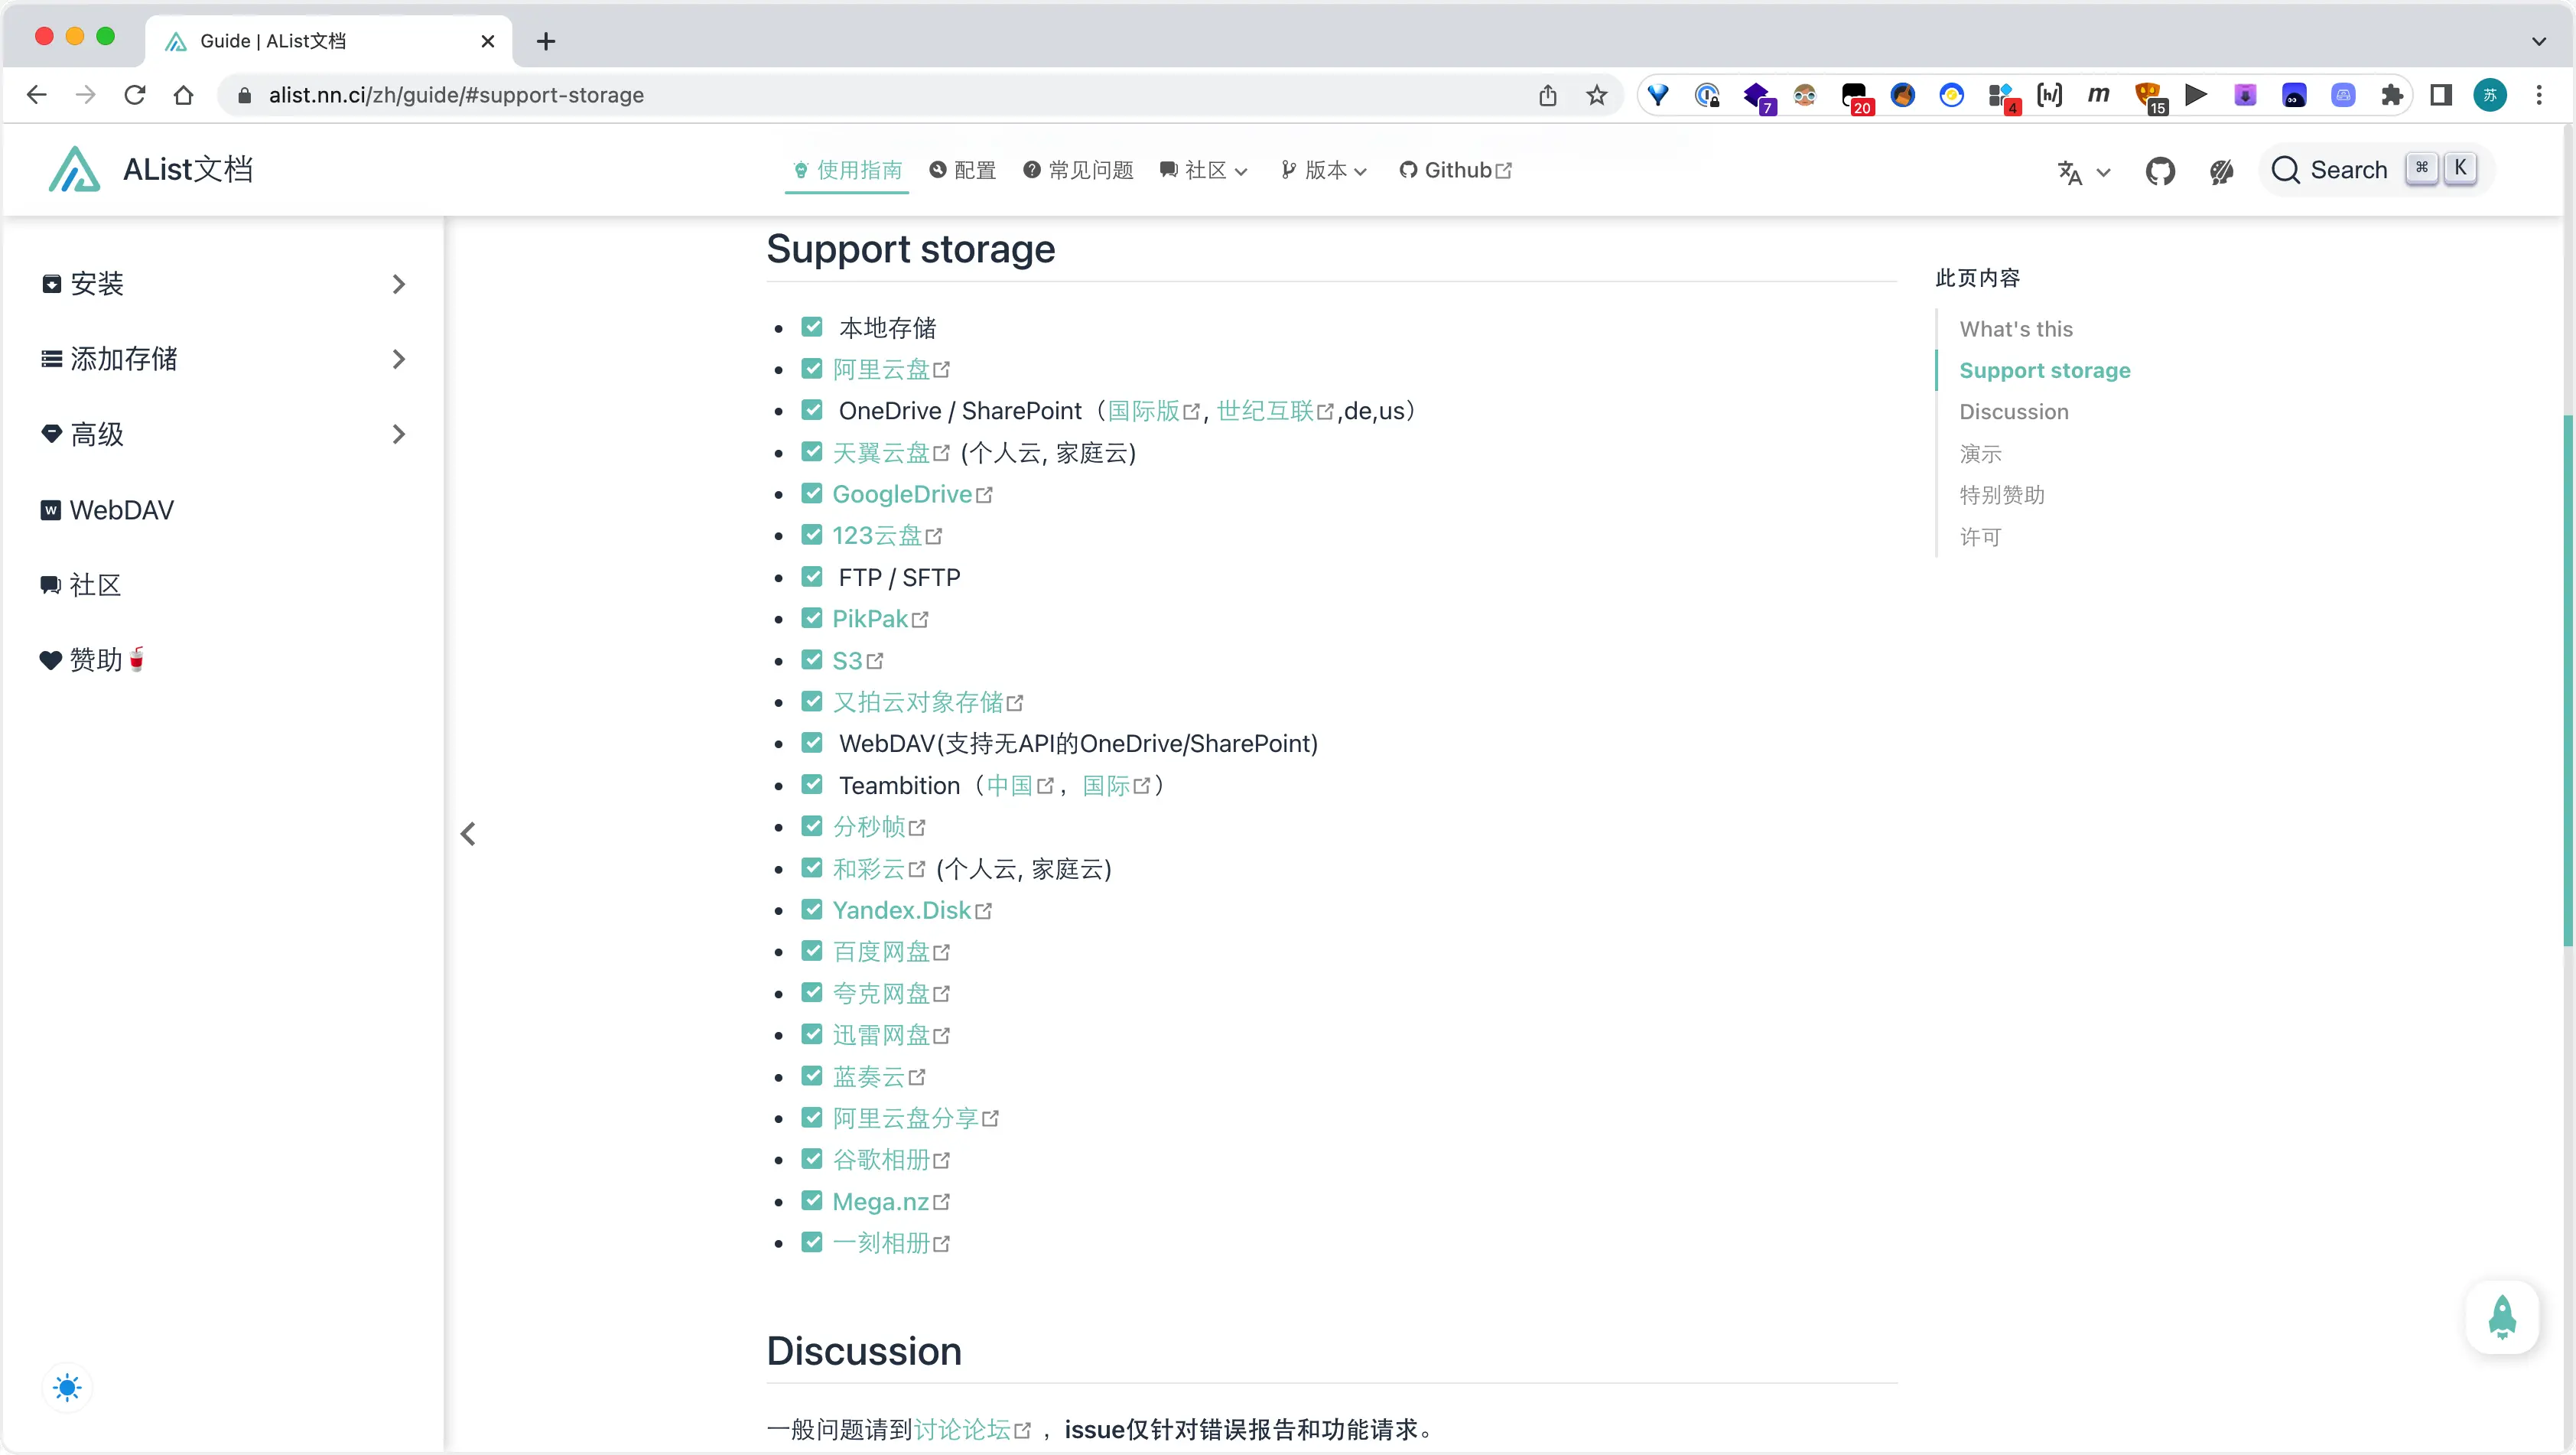 Guide | AList文档
alist.nn.ci/zh/guide/#support-storage
7
20
4
[h/]
m
15
苏
AList文档
使用指南 配置 常见问题 社区 版本 Github
Search ⌘ K
安装
添加存储
高级
WebDAV
社区
赞助🥤
Support storage
本地存储
阿里云盘
OneDrive / SharePoint（国际版, 世纪互联,de,us）
天翼云盘 (个人云, 家庭云)
GoogleDrive
123云盘
FTP / SFTP
PikPak
S3
又拍云对象存储
WebDAV(支持无API的OneDrive/SharePoint)
Teambition（中国，国际）
分秒帧
和彩云 (个人云, 家庭云)
Yandex.Disk
百度网盘
夸克网盘
迅雷网盘
蓝奏云
阿里云盘分享
谷歌相册
Mega.nz
一刻相册
Discussion
一般问题请到讨论论坛，issue仅针对错误报告和功能请求。
此页内容
What's this
Support storage
Discussion
演示
特别赞助
许可